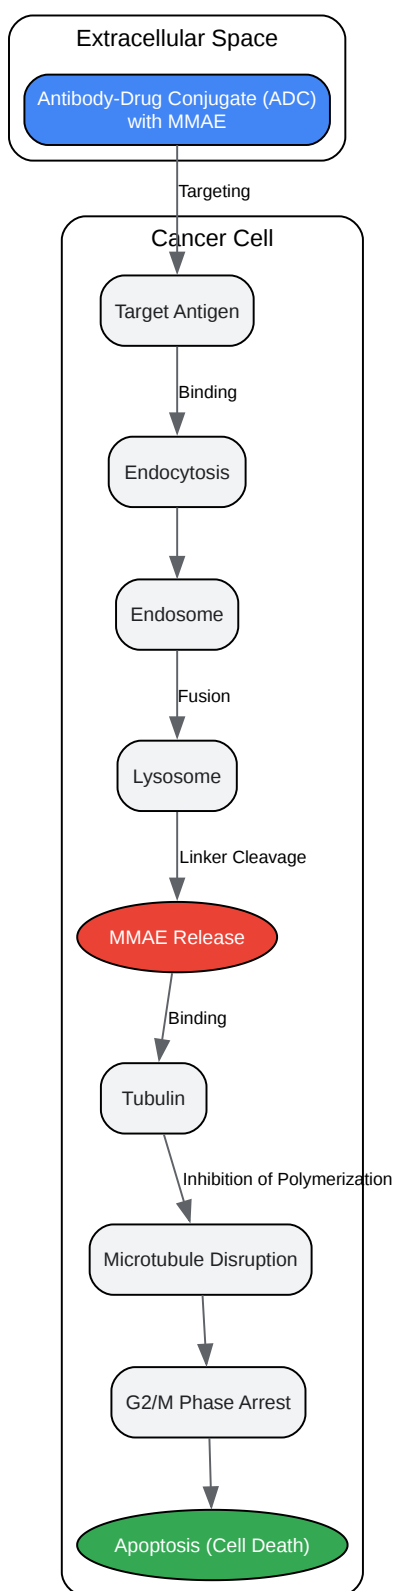 Extracellular Space
Antibody-Drug Conjugate (ADC)
with MMAE
Targeting
Cancer Cell
Target Antigen
Binding
Endocytosis
Endosome
Fusion
Lysosome
Linker Cleavage
MMAE Release
Binding
Tubulin
Inhibition of Polymerization
Microtubule Disruption
G2/M Phase Arrest
Apoptosis (Cell Death)